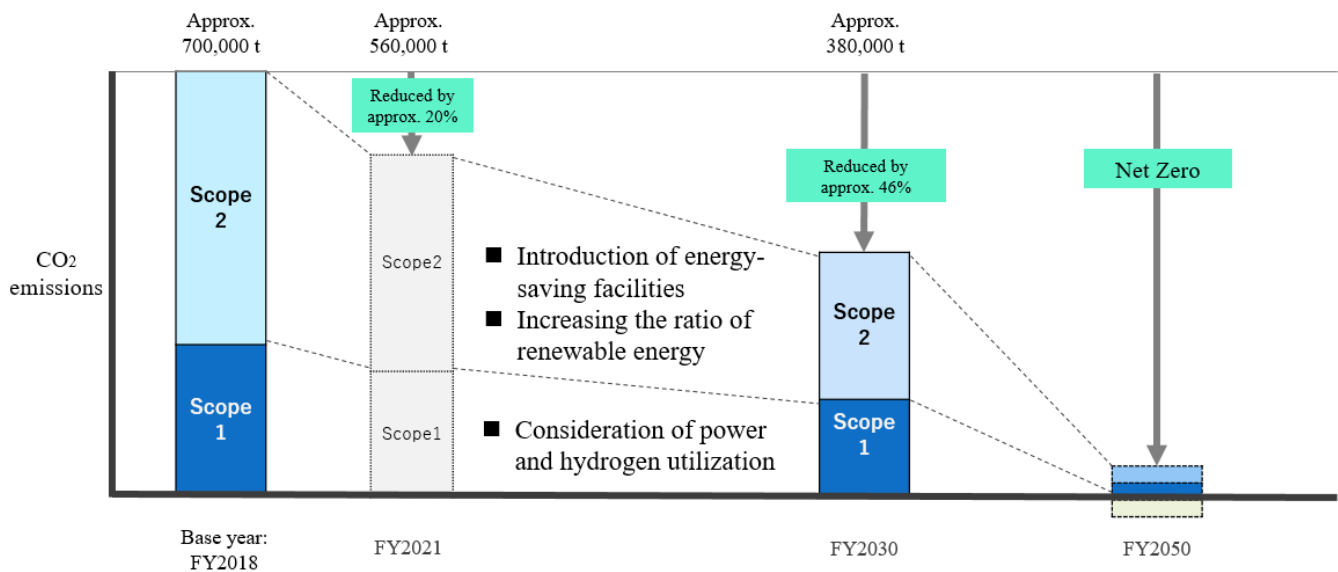 Approx.
700,000 t
Approx.
560,000 t
Approx.
380,000 t
Reduced by
approx. 20%
Reduced by
approx. 46%
Net Zero
CO2
emissions
Scope
2
Scope
1
Scope2
Scope1
■ Introduction of energy-
saving facilities
■ Increasing the ratio of
renewable energy
■ Consideration of power
and hydrogen utilization
Scope
2
Scope
1
Base year:
FY2018
FY2021
FY2030
FY2050